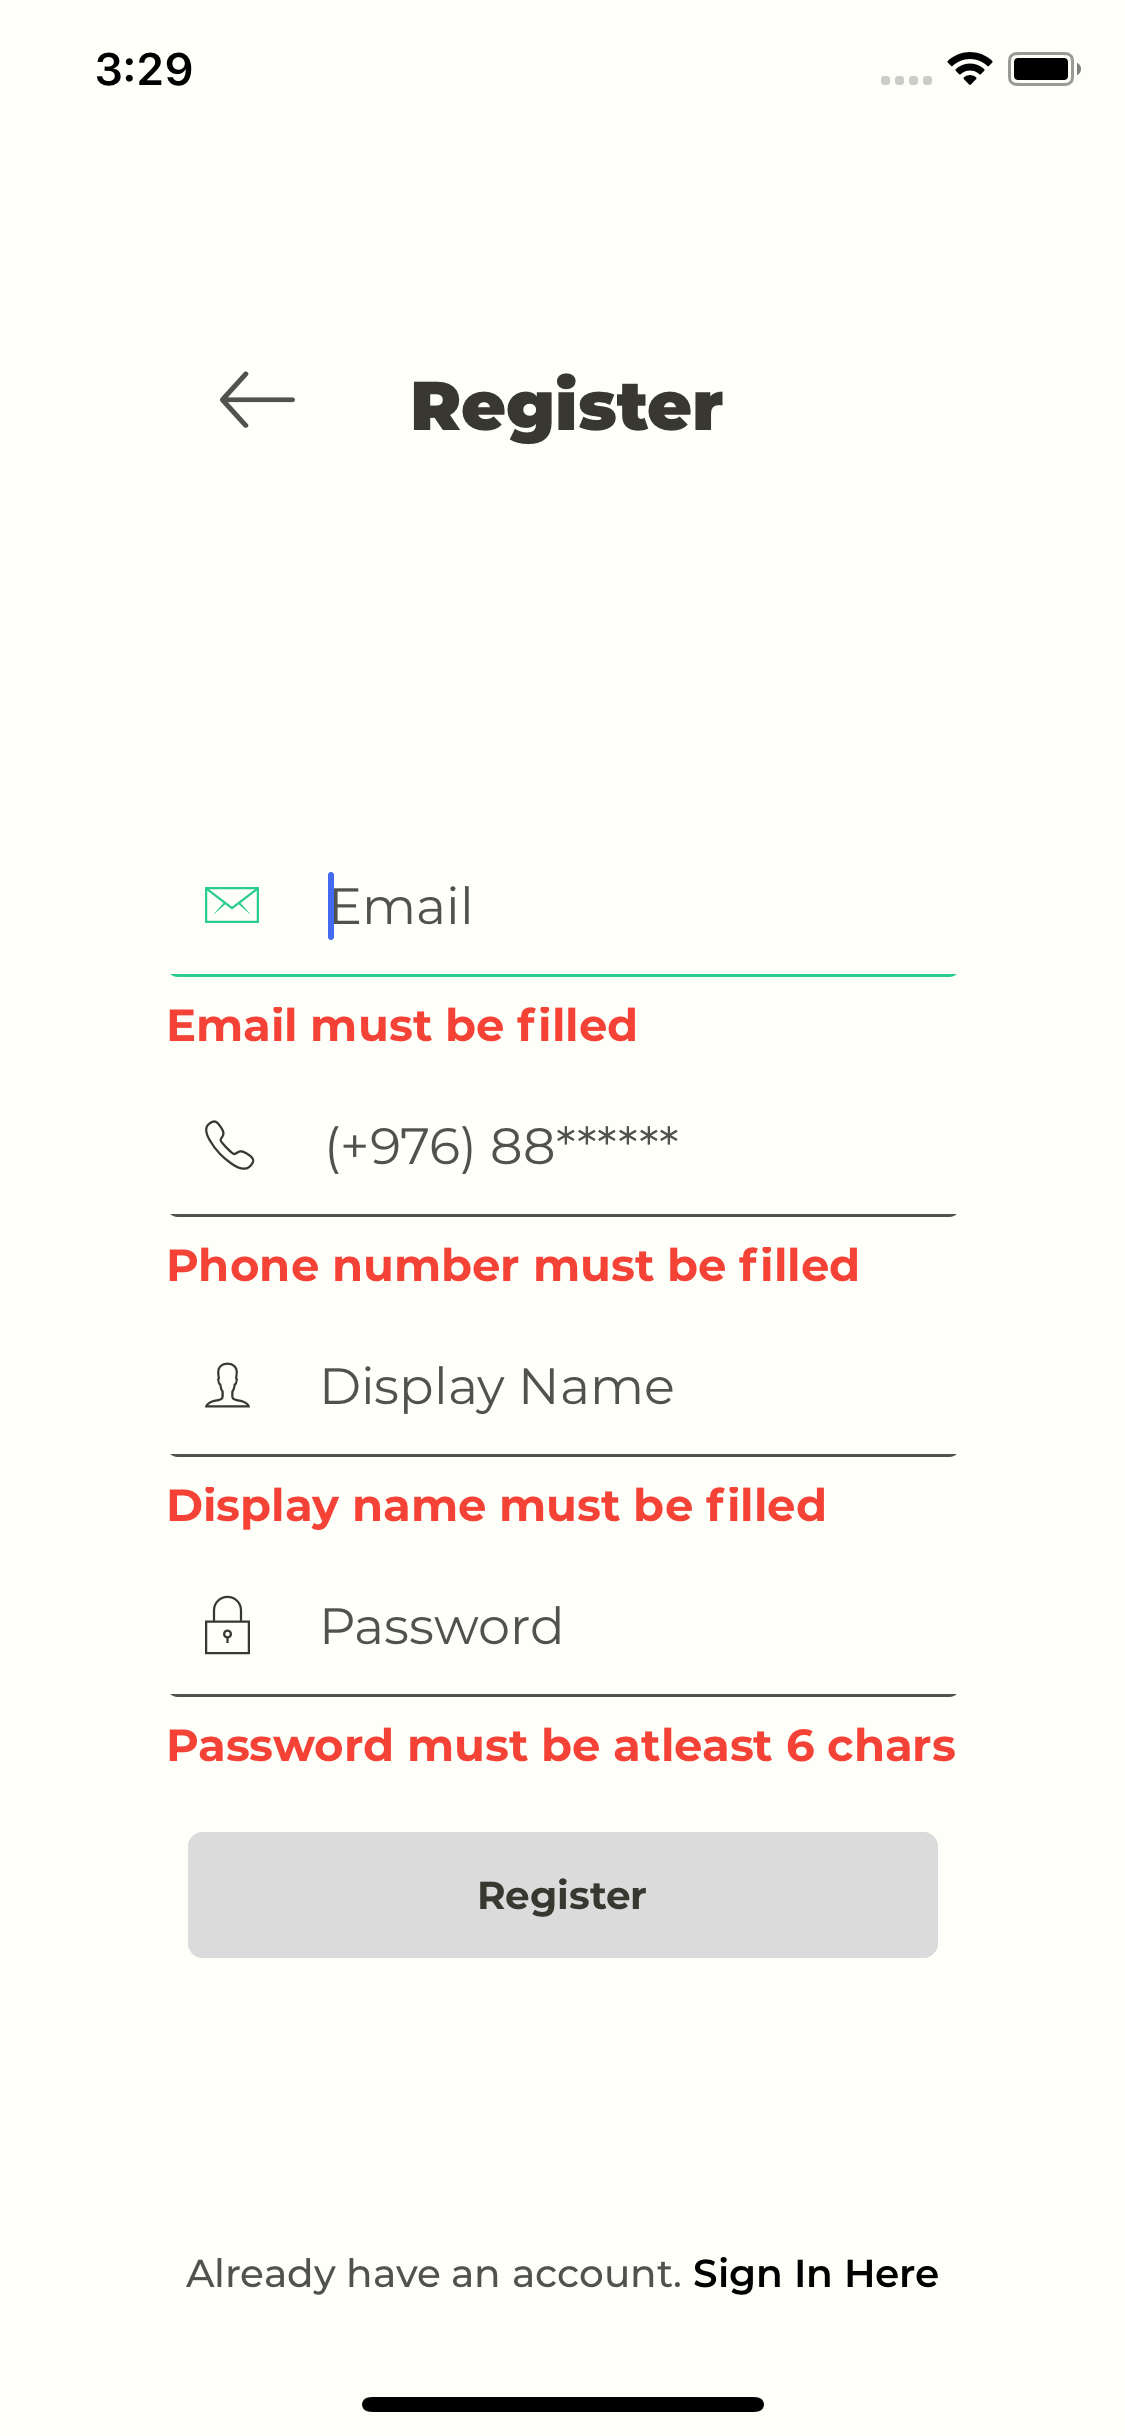 3:29
Register
Email
Email must be filled
(+976) 88******
Phone number must be filled
Display Name
Display name must be filled
Password
Password must be atleast 6 chars
Register
Already have an account. Sign In Here